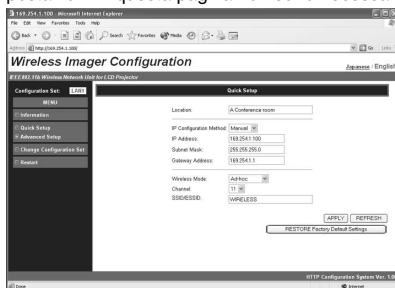 169.254.1.100 - Microsoft Internet Explorer
File Edit View Favorites Tools Help
Back Search Favorites Media
Address http://169.254.1.100/ Go Links
Wireless Imager Configuration
Japanese / English
IEEE802.11b Wireless Network Unit for LCD Projector
Configuration Set: LAN1
MENU
Information
Quick Setup
Advanced Setup
Change Configuration Set
Restart
Quick Setup
Location: A Conference room
IP Configuration Method: Manual
IP Address: 169.254.1.100
Subnet Mask: 255.255.255.0
Gateway Address: 169.254.1.1
Wireless Mode: Ad-hoc
Channel: 11
SSID/ESSID: WIRELESS
APPLY REFRESH
RESTORE Factory Default Settings
HTTP Configuration System Ver. 1.0
Done Internet